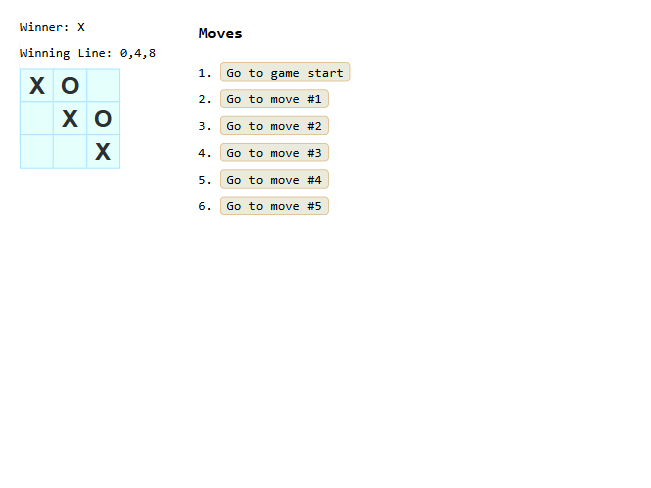 Winner: X
Winning Line: 0,4,8
X O
X O
X
Moves
1. Go to game start
2. Go to move #1
3. Go to move #2
4. Go to move #3
5. Go to move #4
6. Go to move #5